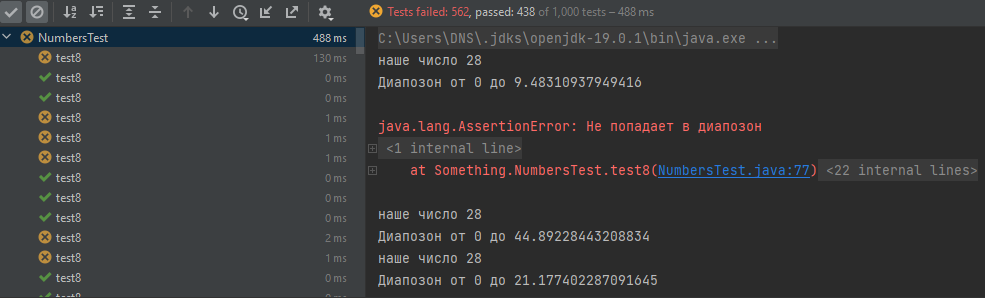 Tests failed: 562, passed: 438 of 1,000 tests – 488 ms
NumbersTest 488 ms
test8 130 ms
test8 0 ms
test8 0 ms
test8 1 ms
test8 1 ms
test8 1 ms
test8 0 ms
test8 0 ms
test8 0 ms
test8 2 ms
test8 1 ms
test8 0 ms
C:\Users\DNS\.jdks\openjdk-19.0.1\bin\java.exe ...
наше число 28
Диапозон от 0 до 9.48310937949416
java.lang.AssertionError: Не попадает в диапозон
<1 internal line>
at Something.NumbersTest.test8(NumbersTest.java:77) <22 internal lines>
наше число 28
Диапозон от 0 до 44.89228443208834
наше число 28
Диапозон от 0 до 21.177402287091645